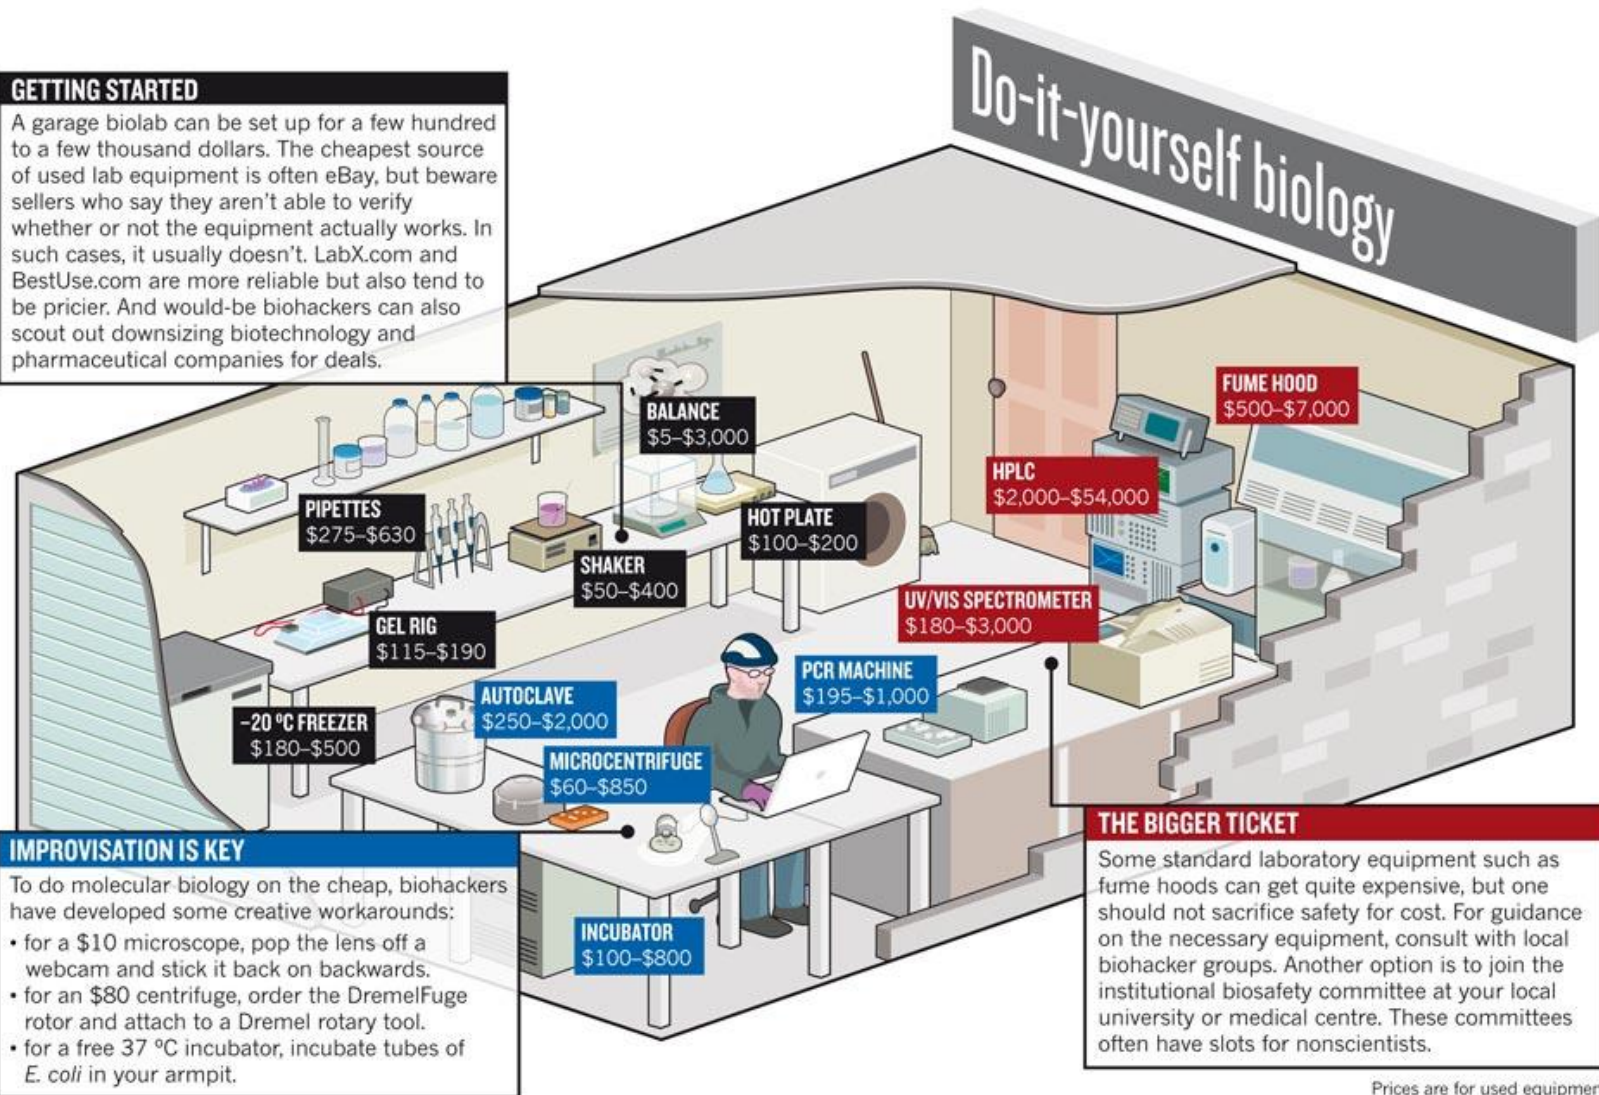 Do-it-yourself biology
GETTING STARTED
A garage biolab can be set up for a few hundred
to a few thousand dollars. The cheapest source
of used lab equipment is often eBay, but beware
sellers who say they aren't able to verify
whether or not the equipment actually works. In
such cases, it usually doesn't. LabX.com and
BestUse.com are more reliable but also tend to
be pricier. And would-be biohackers can also
scout out downsizing biotechnology and
pharmaceutical companies for deals.
BALANCE
$5–$3,000
PIPETTES
$275–$630
HOT PLATE
$100–$200
SHAKER
$50–$400
GEL RIG
$115–$190
–20 ºC FREEZER
$180–$500
FUME HOOD
$500–$7,000
HPLC
$2,000–$54,000
UV/VIS SPECTROMETER
$180–$3,000
PCR MACHINE
$195–$1,000
AUTOCLAVE
$250–$2,000
MICROCENTRIFUGE
$60–$850
INCUBATOR
$100–$800
IMPROVISATION IS KEY
To do molecular biology on the cheap, biohackers
have developed some creative workarounds:
• for a $10 microscope, pop the lens off a
webcam and stick it back on backwards.
• for an $80 centrifuge, order the DremelFuge
rotor and attach to a Dremel rotary tool.
• for a free 37 ºC incubator, incubate tubes of
E. coli in your armpit.
THE BIGGER TICKET
Some standard laboratory equipment such as
fume hoods can get quite expensive, but one
should not sacrifice safety for cost. For guidance
on the necessary equipment, consult with local
biohacker groups. Another option is to join the
institutional biosafety committee at your local
university or medical centre. These committees
often have slots for nonscientists.
Prices are for used equipmen